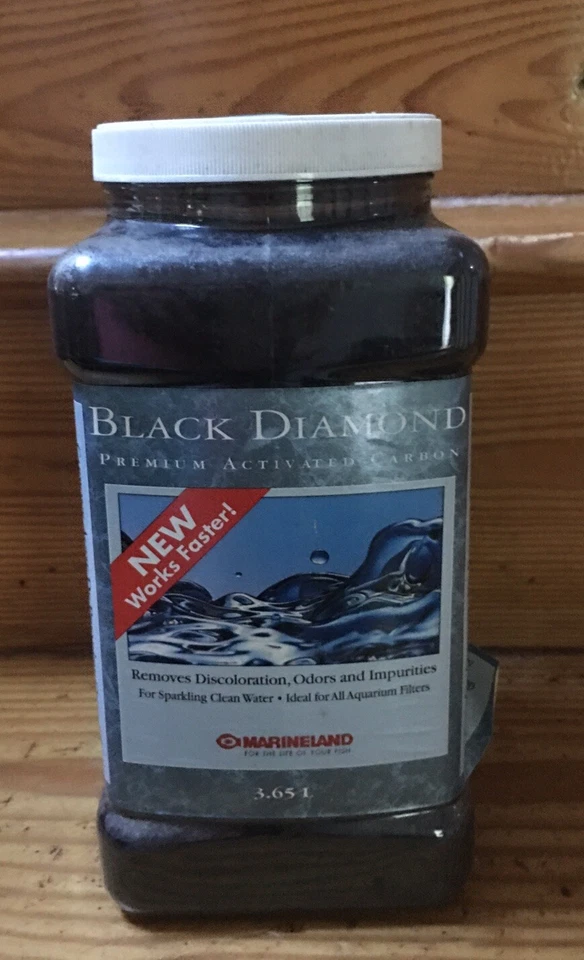 BLACK DIAMOND
PREMIUM ACTIVATED CARBON
NEW
Works Faster!
Removes Discoloration, Odors and Impurities
For Sparkling Clean Water • Ideal for All Aquarium Filters
MARINELAND
FOR THE LIFE OF YOUR FISH
3.65 L